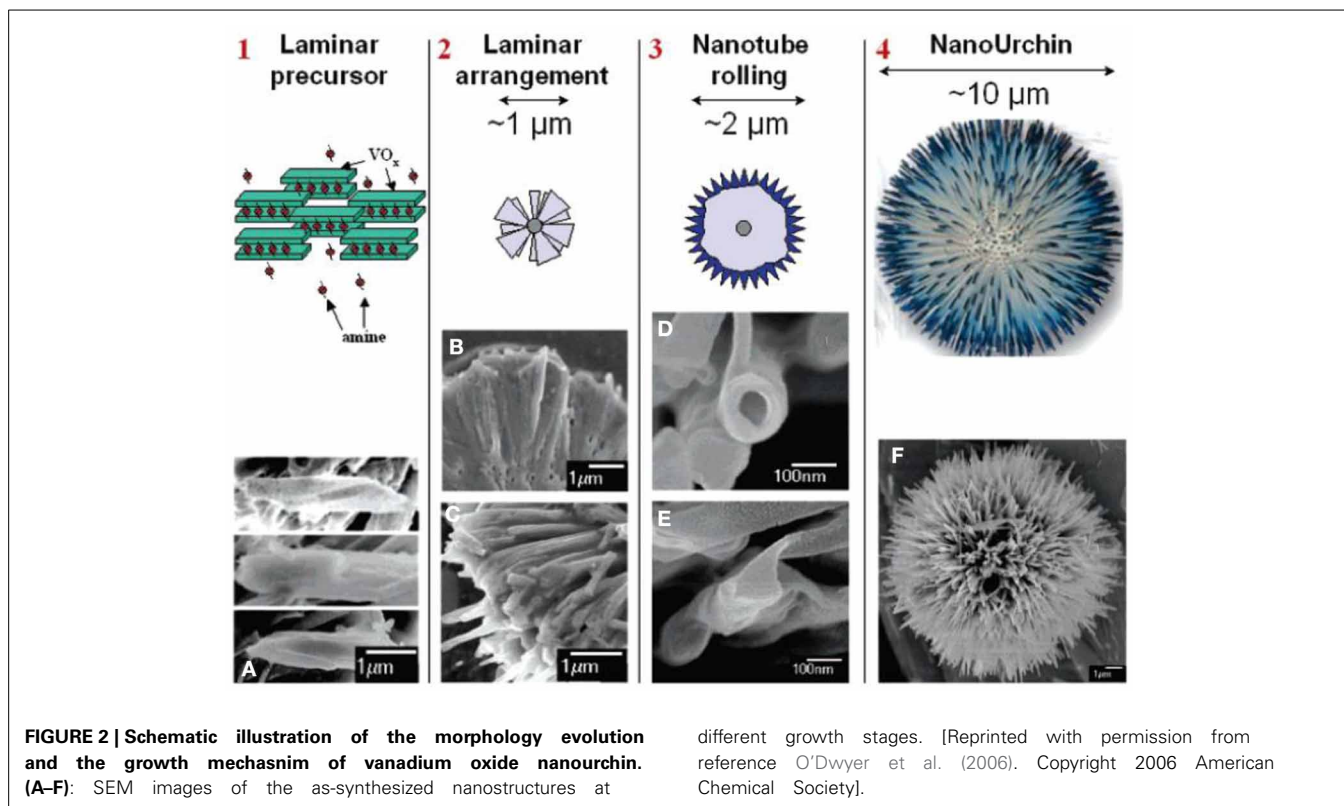 1 Laminar
precursor
VOx
amine
A
1μm
2 Laminar
arrangement
~1 μm
B
1μm
C
1μm
3 Nanotube
rolling
~2 μm
D
100nm
E
100nm
4 NanoUrchin
~10 μm
F
1μm
FIGURE 2 | Schematic illustration of the morphology evolution
and the growth mechasnim of vanadium oxide nanourchin.
(A–F): SEM images of the as-synthesized nanostructures at
different growth stages. [Reprinted with permission from
reference O'Dwyer et al. (2006). Copyright 2006 American
Chemical Society].